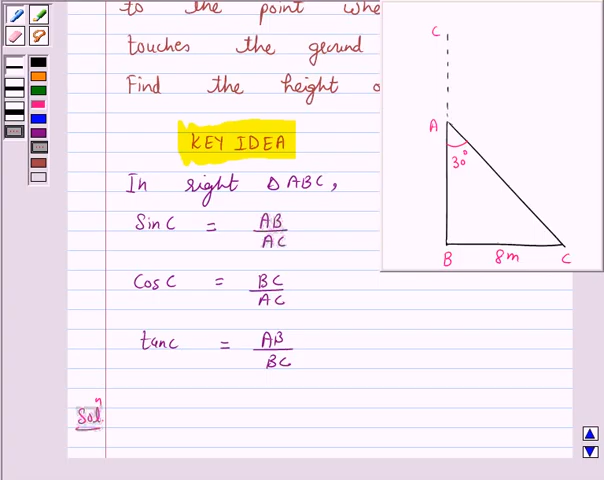 to the point whe
touches the ground
Find the height o
KEY IDEA
In right Δ ABC,
Sin C = AB/AC
Cos C = BC/AC
tan C = AB/BC
Solⁿ.
C
A
30°
B 8m C